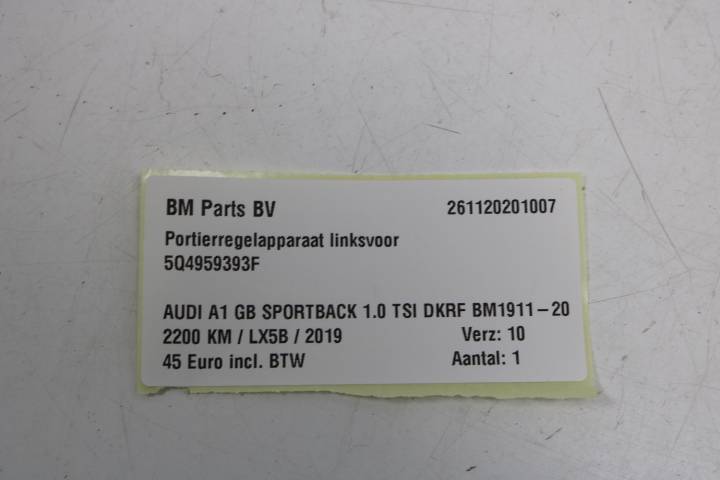 BM Parts BV 261120201007
Portierregelapparaat linksvoor
5Q4959393F
AUDI A1 GB SPORTBACK 1.0 TSI DKRF BM1911-20
2200 KM / LX5B / 2019 Verz: 10
45 Euro incl. BTW Aantal: 1